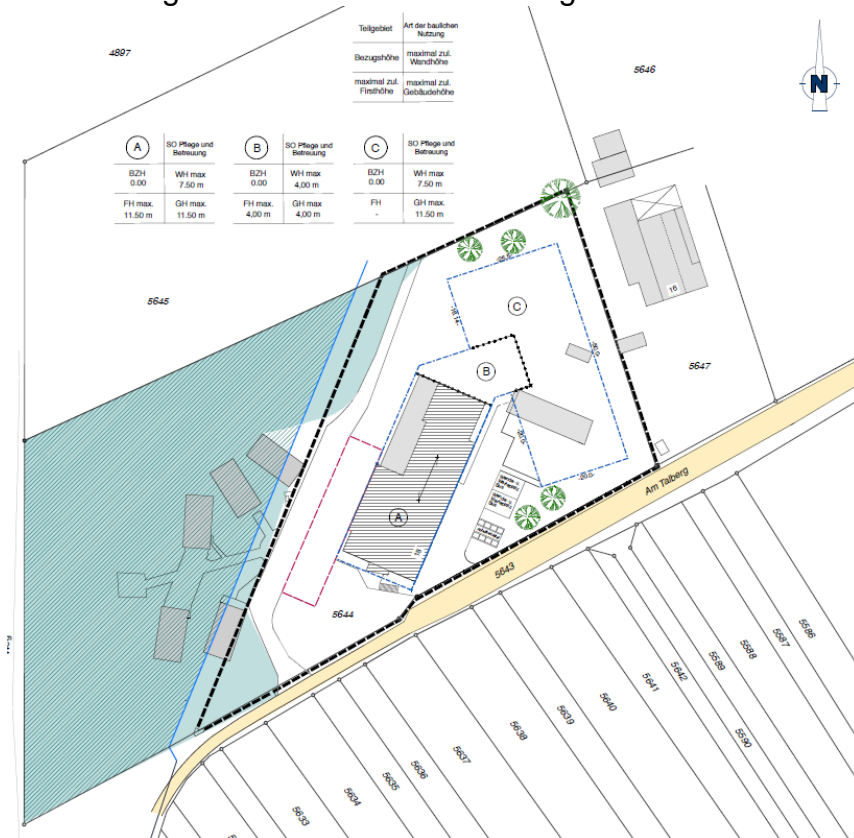 Teilgebiet
Art der baulichen
Nutzung
Bezugshöhe
maximal zul.
Wandhöhe
maximal zul.
Firsthöhe
maximal zul.
Gebäudehöhe
4897
5646
N
A
SO Pflege und
Betreuung
BZH
0.00
WH max
7.50 m
FH max.
11.50 m
GH max.
11.50 m
B
SO Pflege und
Betreuung
BZH
0.00
WH max
4,00 m
FH max.
4,00 m
GH max.
4,00 m
C
SO Pflege und
Betreuung
BZH
0.00
WH max
7.50 m
FH
-
GH max.
11.50 m
5645
C
16
B
5647
A
18
Am Talberg
5643
5644
5586
5587
5588
5589
5642
5590
5641
5640
5639
5638
5637
5636
5635
5634
5633